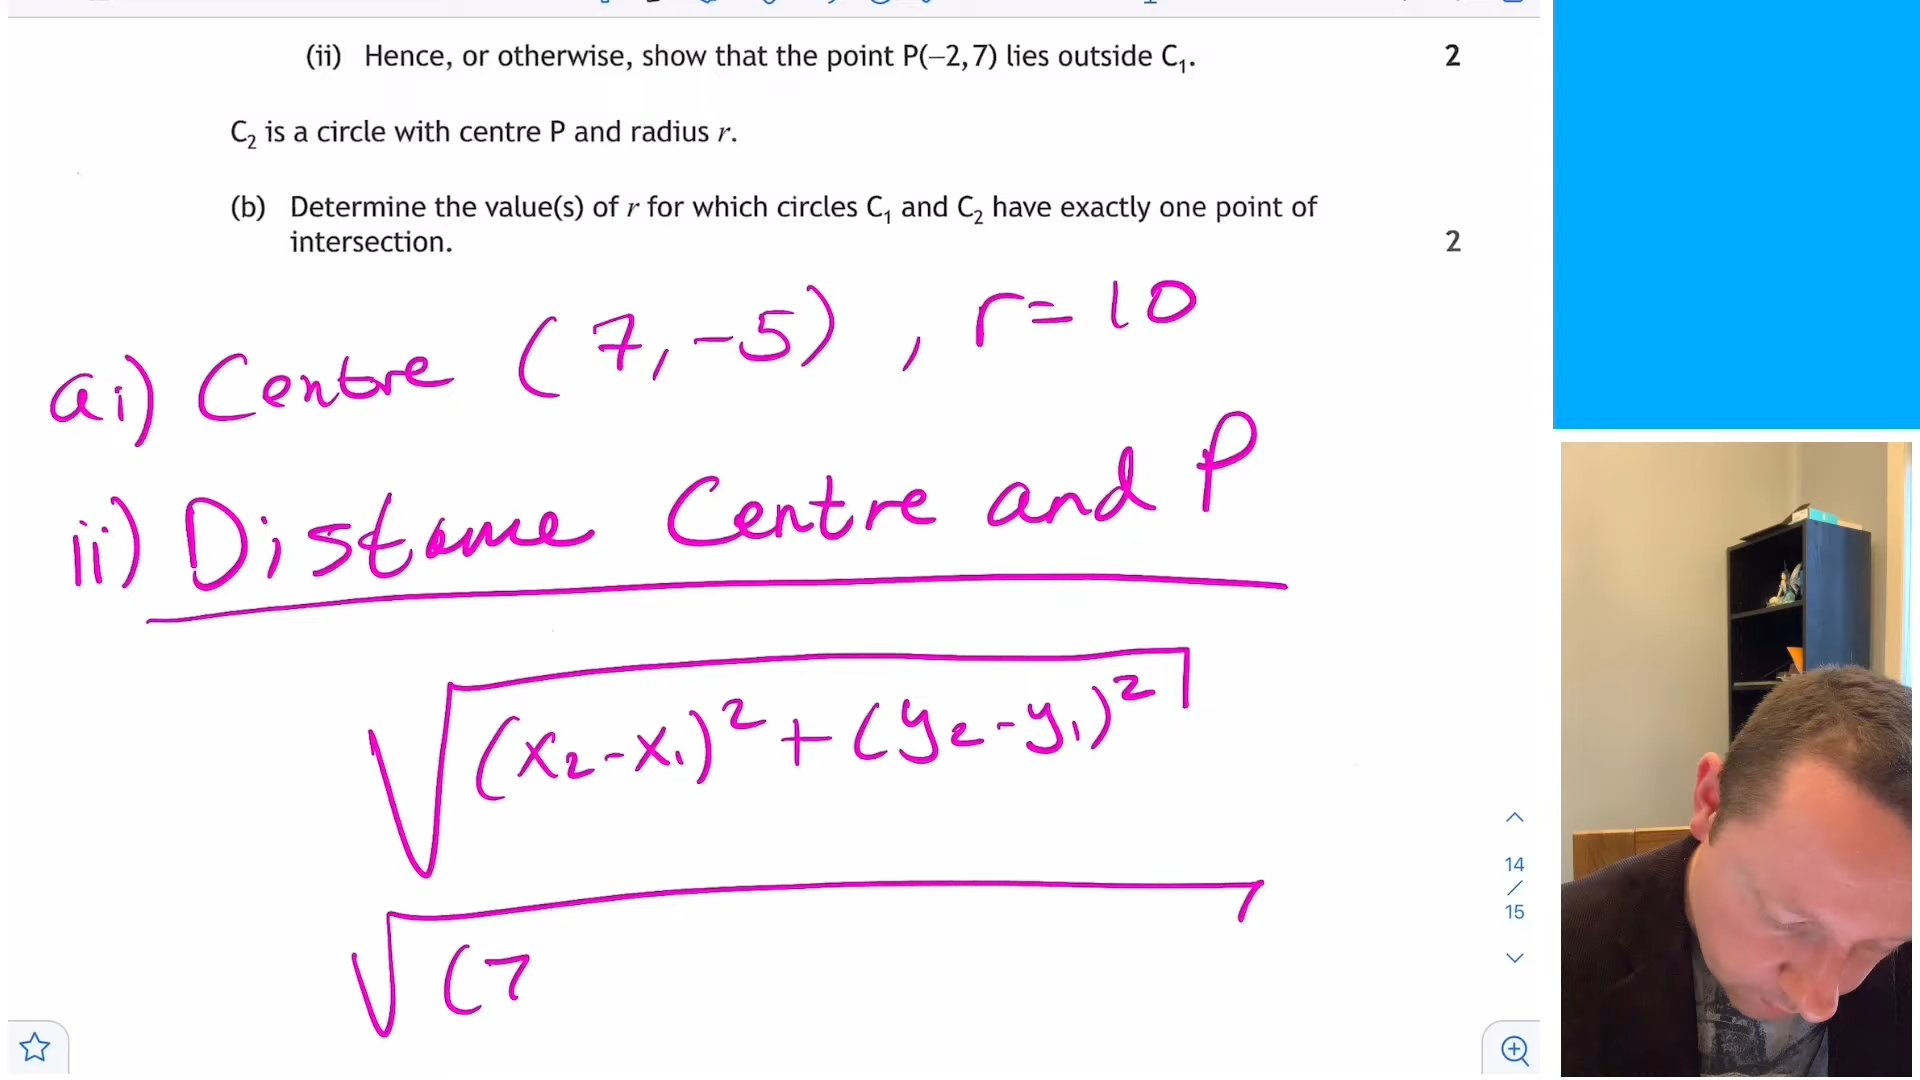 (ii) Hence, or otherwise, show that the point P(–2,7) lies outside C₁. 2
C₂ is a circle with centre P and radius r.
(b) Determine the value(s) of r for which circles C₁ and C₂ have exactly one point of
intersection. 2
ai) Centre (7,-5) , r=10
ii) Distance Centre and P
√(x₂-x₁)²+(y₂-y₁)²
√(7
14
/
15